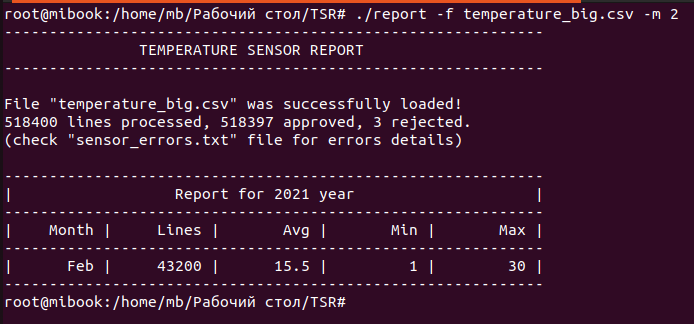 root@mibook:/home/mb/Рабочий стол/TSR# ./report -f temperature_big.csv -m 2
------------------------------------------------------------
               TEMPERATURE SENSOR REPORT
------------------------------------------------------------
File "temperature_big.csv" was successfully loaded!
518400 lines processed, 518397 approved, 3 rejected.
(check "sensor_errors.txt" file for errors details)
------------------------------------------------------------
|                  Report for 2021 year                    |
------------------------------------------------------------
|     Month |     Lines |       Avg |       Min |       Max |
------------------------------------------------------------
|       Feb |     43200 |      15.5 |         1 |        30 |
------------------------------------------------------------
root@mibook:/home/mb/Рабочий стол/TSR#